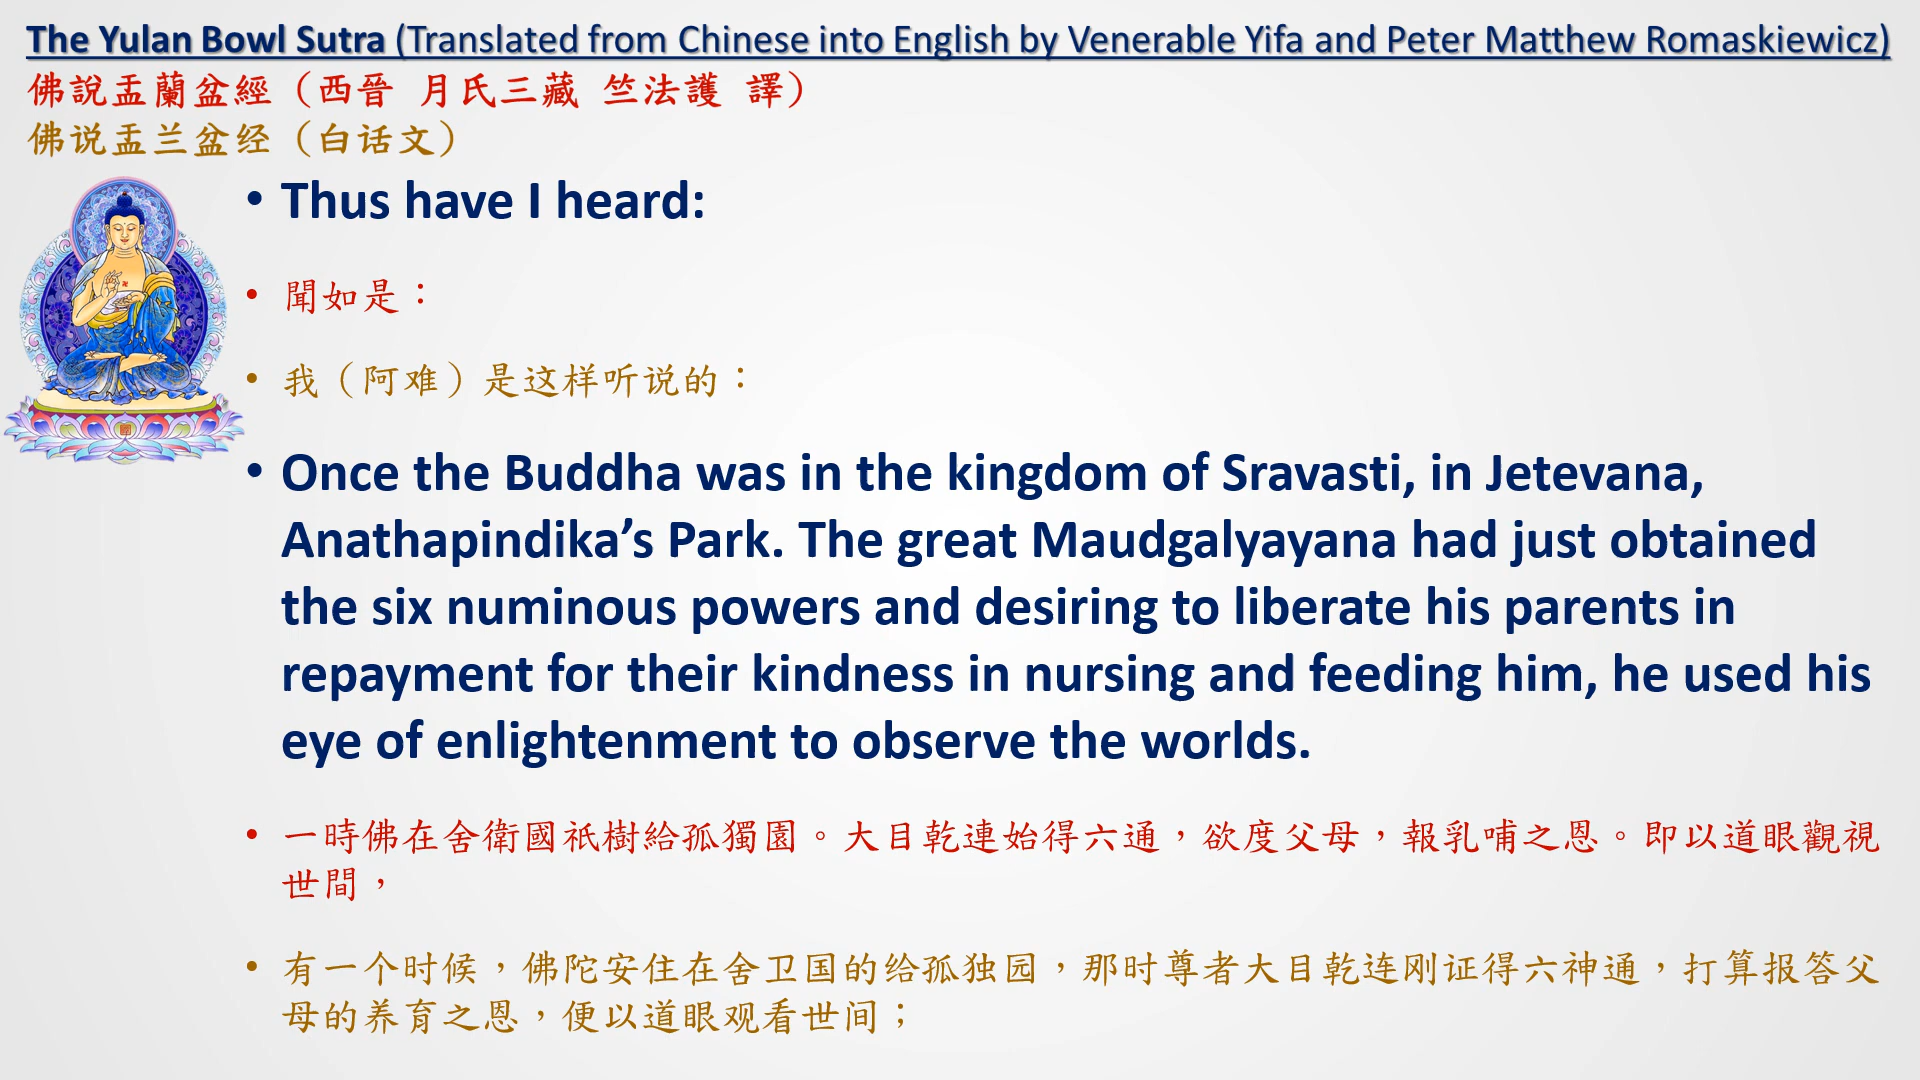 The Yulan Bowl Sutra (Translated from Chinese into English by Venerable Yifa and Peter Matthew Romaskiewicz)
佛說盂蘭盆經（西晉 月氏三藏 竺法護 譯）
佛说盂兰盆经（白话文）
• Thus have I heard:
• 聞如是：
• 我（阿难）是这样听说的：
• Once the Buddha was in the kingdom of Sravasti, in Jetevana,
Anathapindika’s Park. The great Maudgalyayana had just obtained
the six numinous powers and desiring to liberate his parents in
repayment for their kindness in nursing and feeding him, he used his
eye of enlightenment to observe the worlds.
• 一時佛在舍衛國祇樹給孤獨園。大目乾連始得六通，欲度父母，報乳哺之恩。即以道眼觀視
世間，
• 有一个时候，佛陀安住在舍卫国的给孤独园，那时尊者大目乾连刚证得六神通，打算报答父
母的养育之恩，便以道眼观看世间；